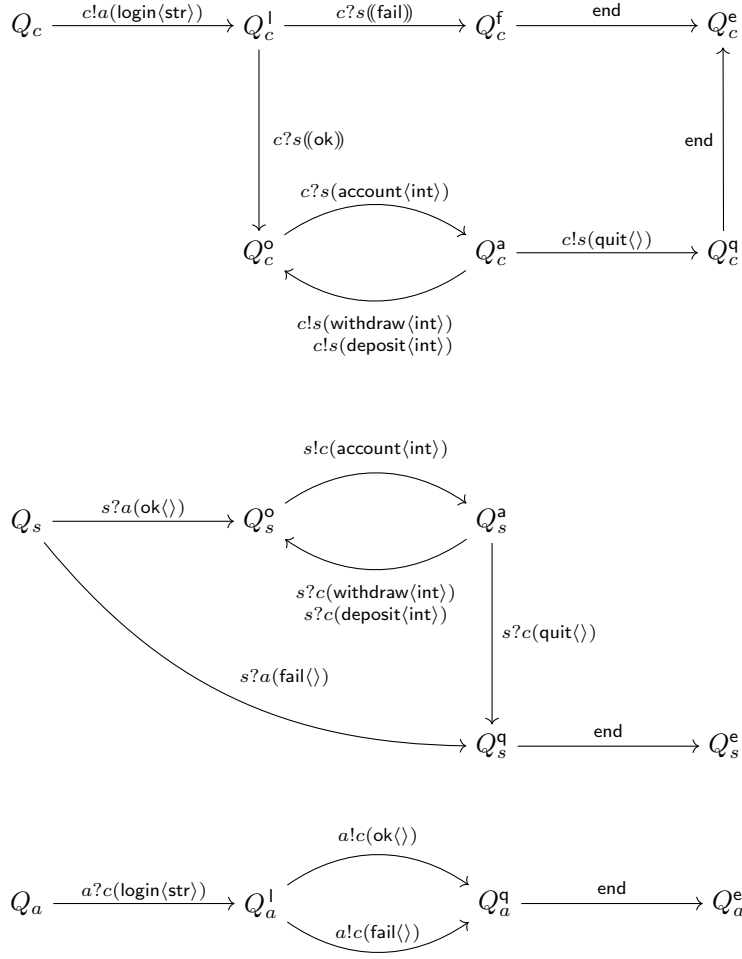 Q_c c!a(login⟨str⟩) Q_c^l c?s((fail)) Q_c^f end Q_c^e
c?s((ok)) end
c?s(account⟨int⟩)
Q_c^o Q_c^a c!s(quit⟨⟩) Q_c^q
c!s(withdraw⟨int⟩)
c!s(deposit⟨int⟩)
s!c(account⟨int⟩)
Q_s s?a(ok⟨⟩) Q_s^o Q_s^a
s?c(withdraw⟨int⟩)
s?c(deposit⟨int⟩)
s?c(quit⟨⟩)
s?a(fail⟨⟩)
Q_s^q end Q_s^e
a!c(ok⟨⟩)
Q_a a?c(login⟨str⟩) Q_a^l Q_a^q end Q_a^e
a!c(fail⟨⟩)